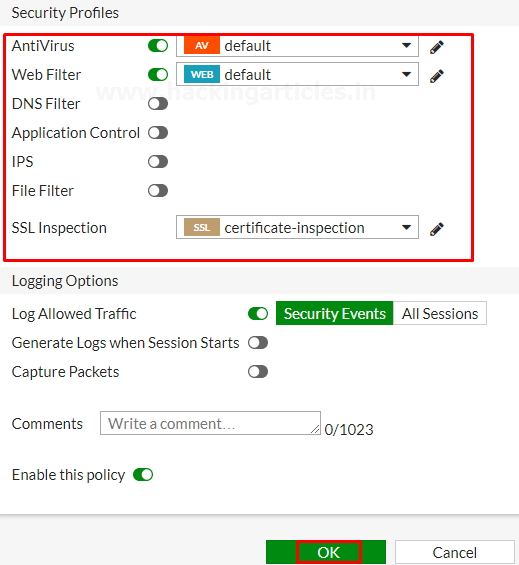 Security Profiles
AntiVirus AV default
Web Filter WEB default
www.hackingarticles.in
DNS Filter
Application Control
IPS
File Filter
SSL Inspection SSL certificate-inspection
Logging Options
Log Allowed Traffic Security Events All Sessions
Generate Logs when Session Starts
Capture Packets
Comments Write a comment... 0/1023
Enable this policy
OK Cancel